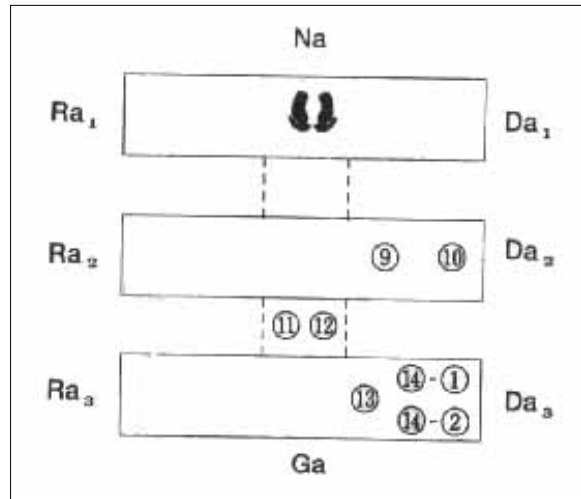 Na
Ra₁ Da₁
Ra₂ ⑨ ⑩ Da₂
⑪ ⑫
Ra₃ ⑬ ⑭-① Da₃
⑭-②
Ga